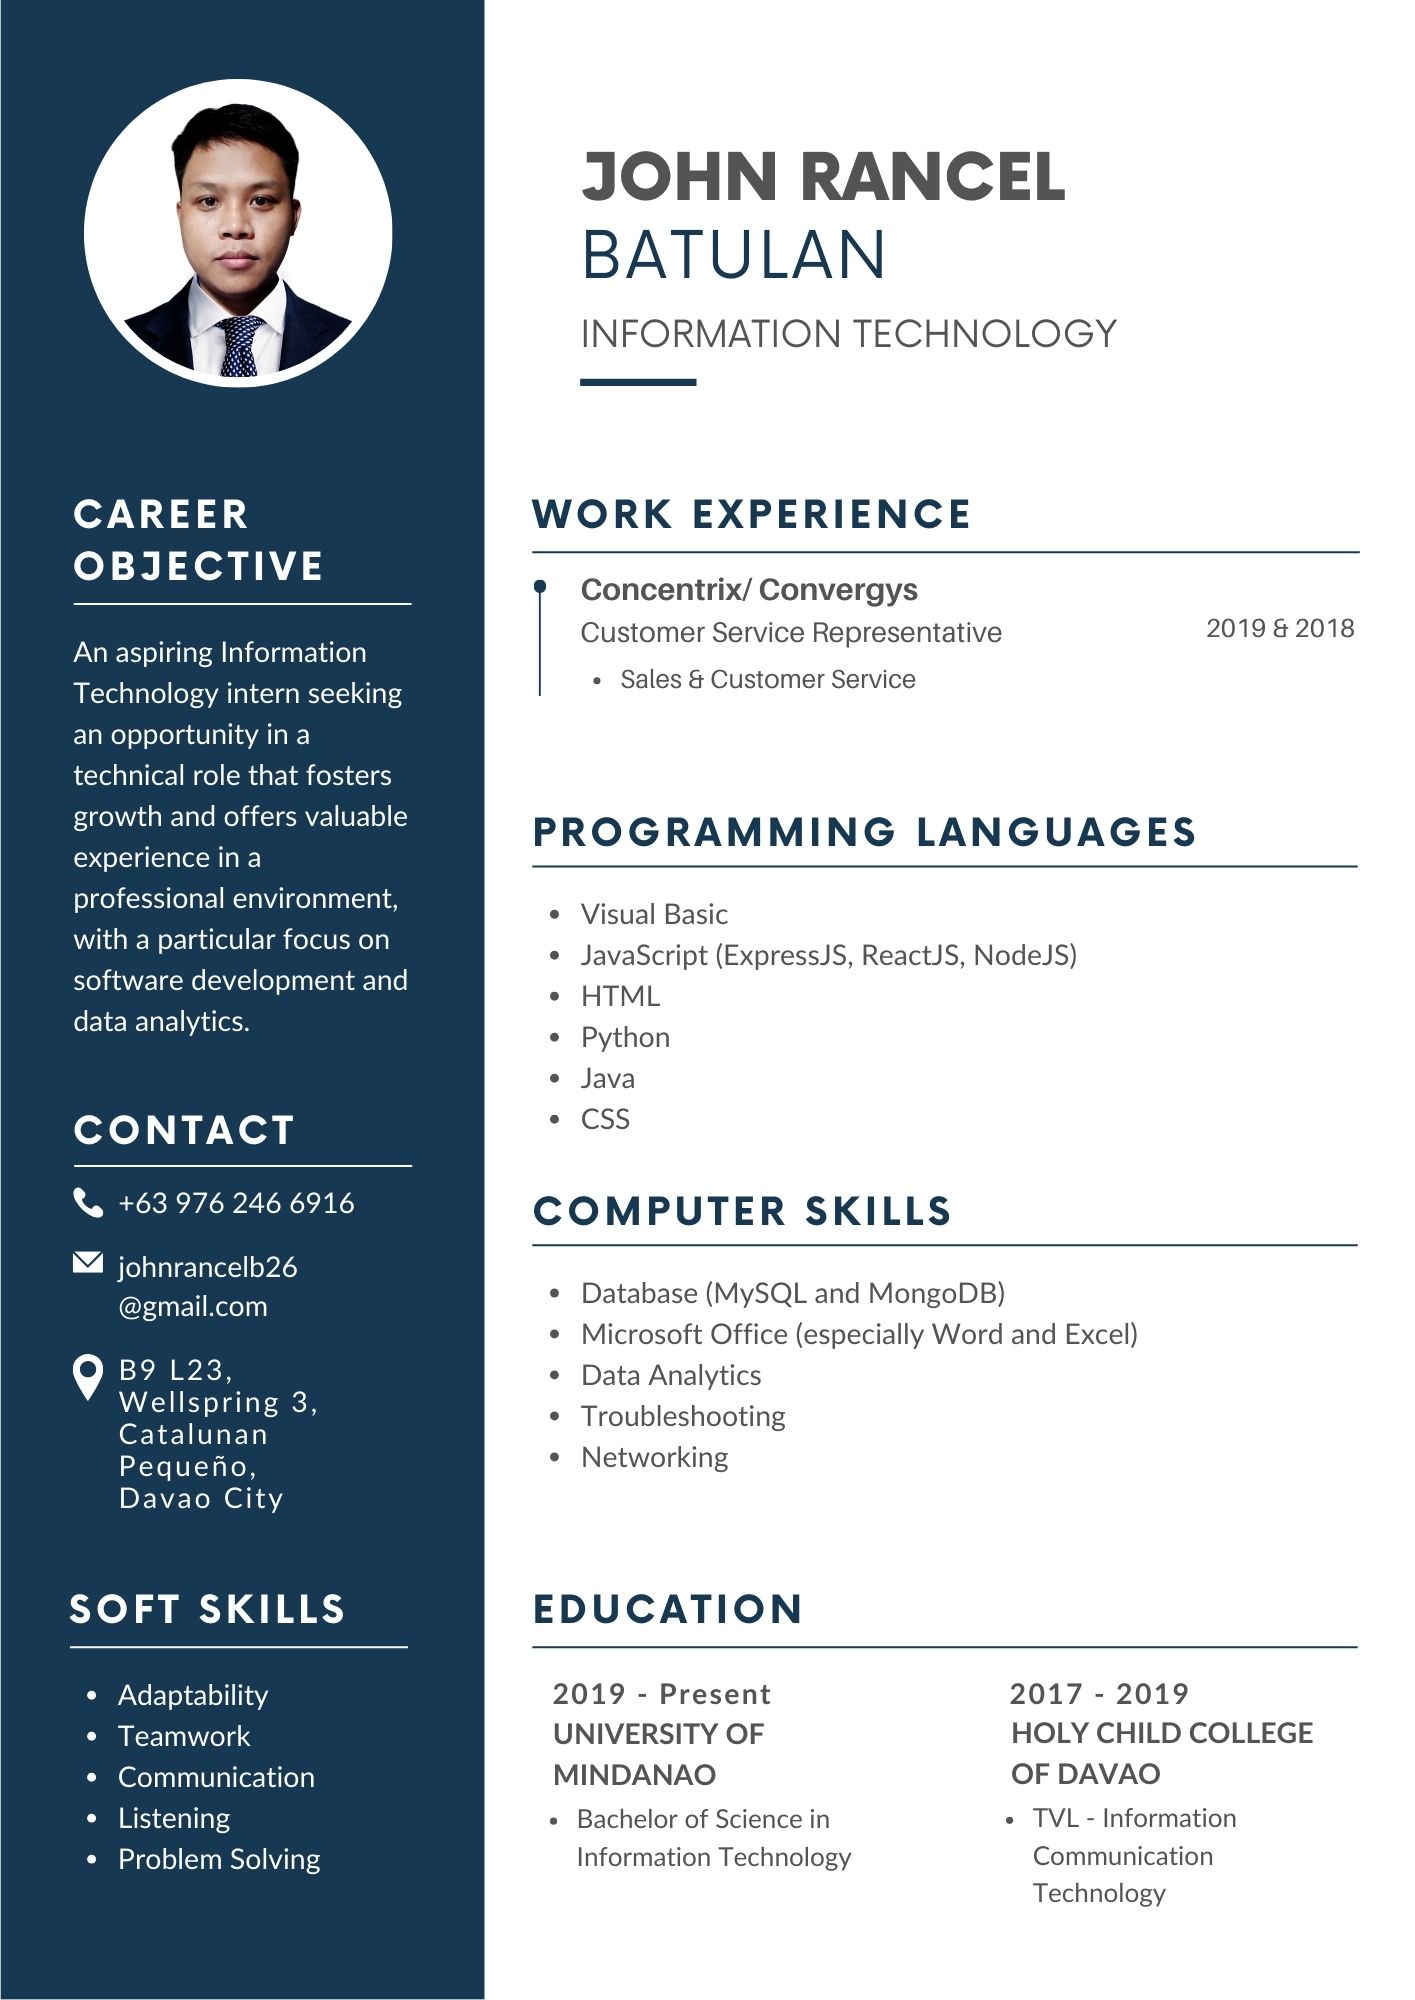 JOHN RANCEL
BATULAN
INFORMATION TECHNOLOGY
CAREER
OBJECTIVE
An aspiring Information
Technology intern seeking
an opportunity in a
technical role that fosters
growth and offers valuable
experience in a
professional environment,
with a particular focus on
software development and
data analytics.
CONTACT
+63 976 246 6916
johnrancelb26
@gmail.com
B9 L23,
Wellspring 3,
Catalunan
Pequeño,
Davao City
SOFT SKILLS
• Adaptability
• Teamwork
• Communication
• Listening
• Problem Solving
WORK EXPERIENCE
Concentrix/ Convergys
Customer Service Representative
2019 & 2018
• Sales & Customer Service
PROGRAMMING LANGUAGES
• Visual Basic
• JavaScript (ExpressJS, ReactJS, NodeJS)
• HTML
• Python
• Java
• CSS
COMPUTER SKILLS
• Database (MySQL and MongoDB)
• Microsoft Office (especially Word and Excel)
• Data Analytics
• Troubleshooting
• Networking
EDUCATION
2019 - Present
UNIVERSITY OF
MINDANAO
• Bachelor of Science in
Information Technology
2017 - 2019
HOLY CHILD COLLEGE
OF DAVAO
• TVL - Information
Communication
Technology